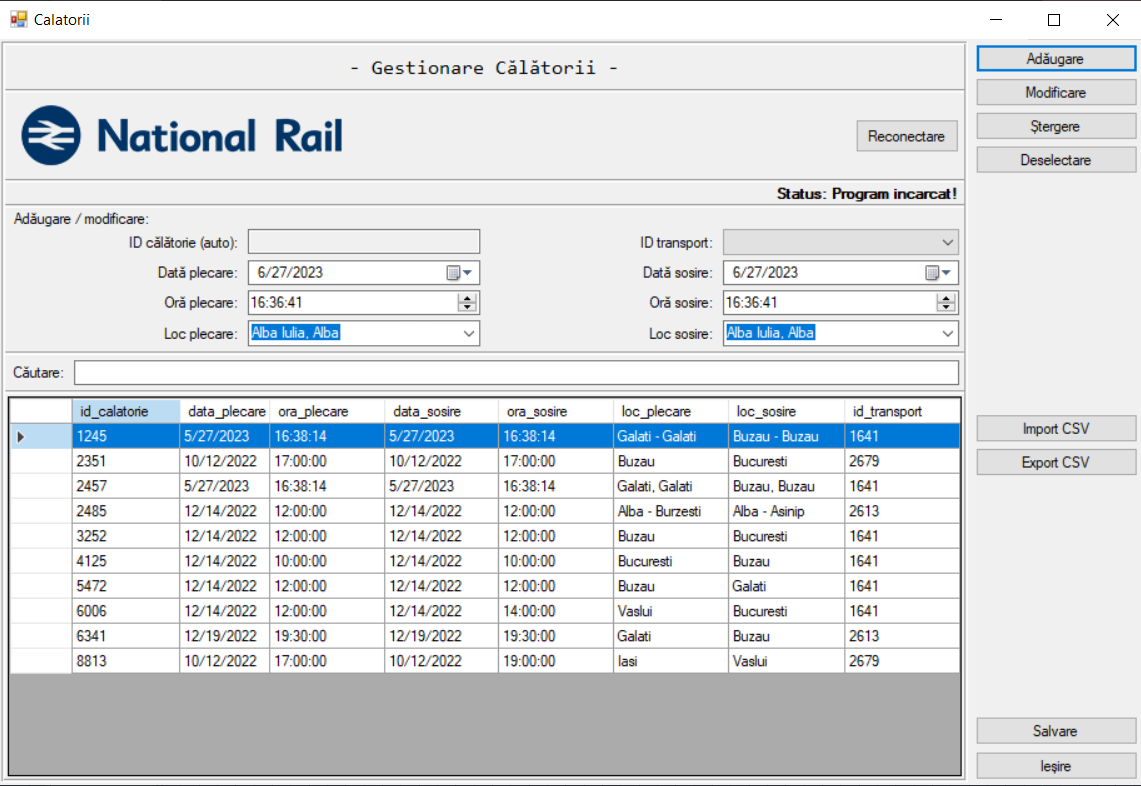 Calatorii
- Gestionare Călătorii -
Adăugare
Modificare
Ștergere
Deselectare
National Rail
Reconectare
Status: Program incarcat!
Adăugare / modificare:
ID călătorie (auto):
ID transport:
Dată plecare: 6/27/2023
Dată sosire: 6/27/2023
Oră plecare: 16:36:41
Oră sosire: 16:36:41
Loc plecare: Alba Iulia, Alba
Loc sosire: Alba Iulia, Alba
Căutare:
id_calatorie data_plecare ora_plecare data_sosire ora_sosire loc_plecare loc_sosire id_transport
1245 5/27/2023 16:38:14 5/27/2023 16:38:14 Galati - Galati Buzau - Buzau 1641
2351 10/12/2022 17:00:00 10/12/2022 17:00:00 Buzau Bucuresti 2679
2457 5/27/2023 16:38:14 5/27/2023 16:38:14 Galati, Galati Buzau, Buzau 1641
2485 12/14/2022 12:00:00 12/14/2022 12:00:00 Alba - Burzesti Alba - Asinip 2613
3252 12/14/2022 12:00:00 12/14/2022 12:00:00 Buzau Bucuresti 1641
4125 12/14/2022 10:00:00 12/14/2022 10:00:00 Bucuresti Buzau 1641
5472 12/14/2022 12:00:00 12/14/2022 12:00:00 Buzau Galati 1641
6006 12/14/2022 12:00:00 12/14/2022 14:00:00 Vaslui Bucuresti 1641
6341 12/19/2022 19:30:00 12/19/2022 19:30:00 Galati Buzau 2613
8813 10/12/2022 17:00:00 10/12/2022 19:00:00 Iasi Vaslui 2679
Import CSV
Export CSV
Salvare
Ieșire